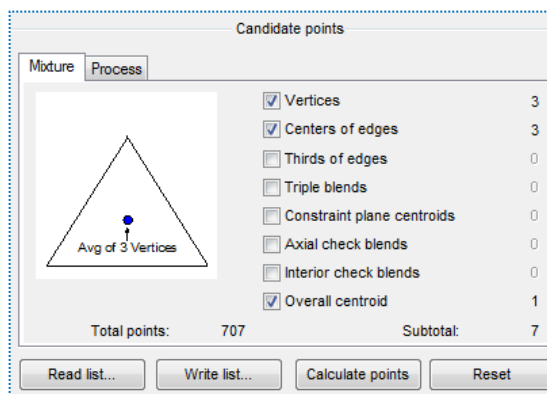 Candidate points
Mixture Process
Vertices 3
Centers of edges 3
Thirds of edges 0
Triple blends 0
Constraint plane centroids 0
Axial check blends 0
Interior check blends 0
Overall centroid 1
Avg of 3 Vertices
Total points: 707 Subtotal: 7
Read list... Write list... Calculate points Reset